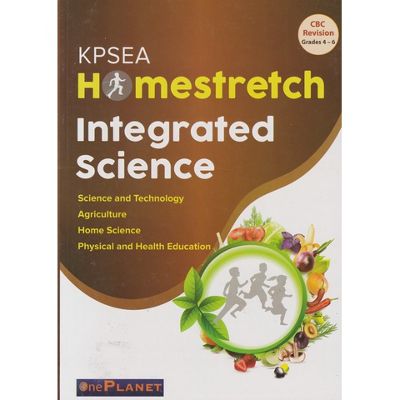 CBC
Revision
Grades 4 – 6
KPSEA
Homestretch
Integrated
Science
Science and Technology
Agriculture
Home Science
Physical and Health Education
OnePLANET